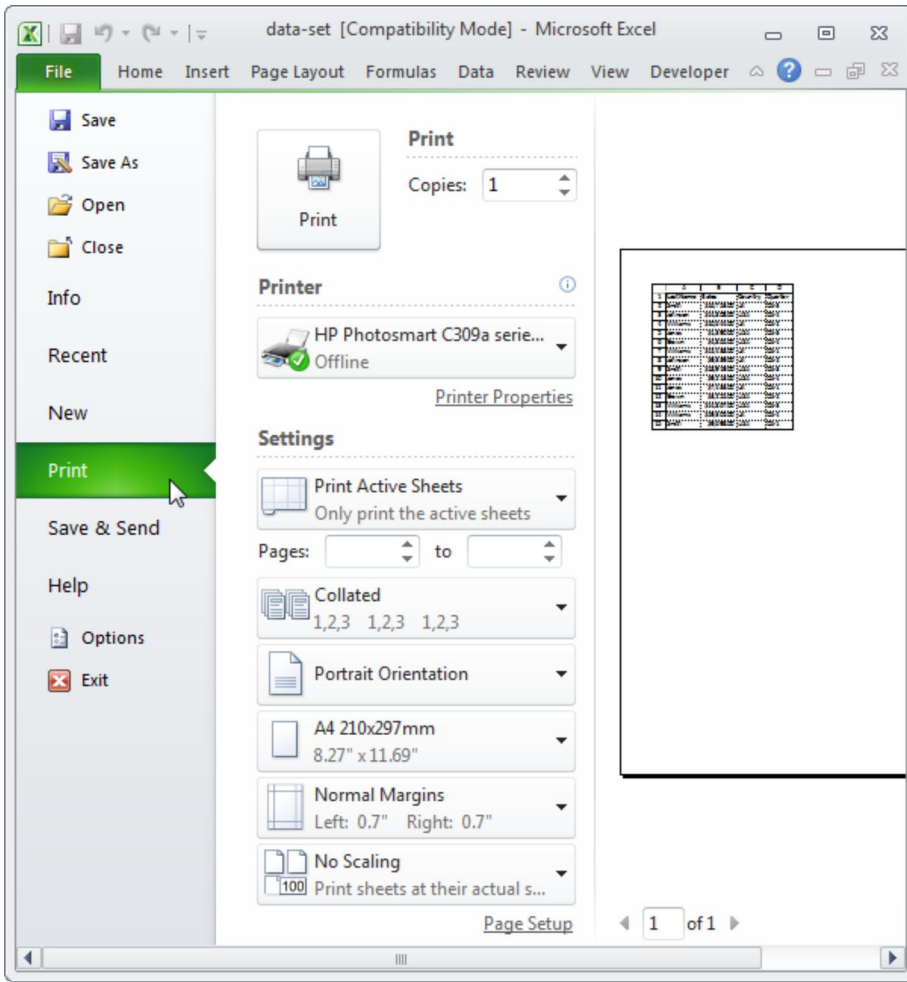 data-set [Compatibility Mode] - Microsoft Excel
File Home Insert Page Layout Formulas Data Review View Developer
Save
Save As
Open
Close
Info
Recent
New
Print
Save & Send
Help
Options
Exit
Print
Print
Copies: 1
Printer
HP Photosmart C309a serie...
Offline
Printer Properties
Settings
Print Active Sheets
Only print the active sheets
Pages: to
Collated
1,2,3 1,2,3 1,2,3
Portrait Orientation
A4 210x297mm
8.27" x 11.69"
Normal Margins
Left: 0.7" Right: 0.7"
No Scaling
100
Print sheets at their actual s...
Page Setup
1 of 1